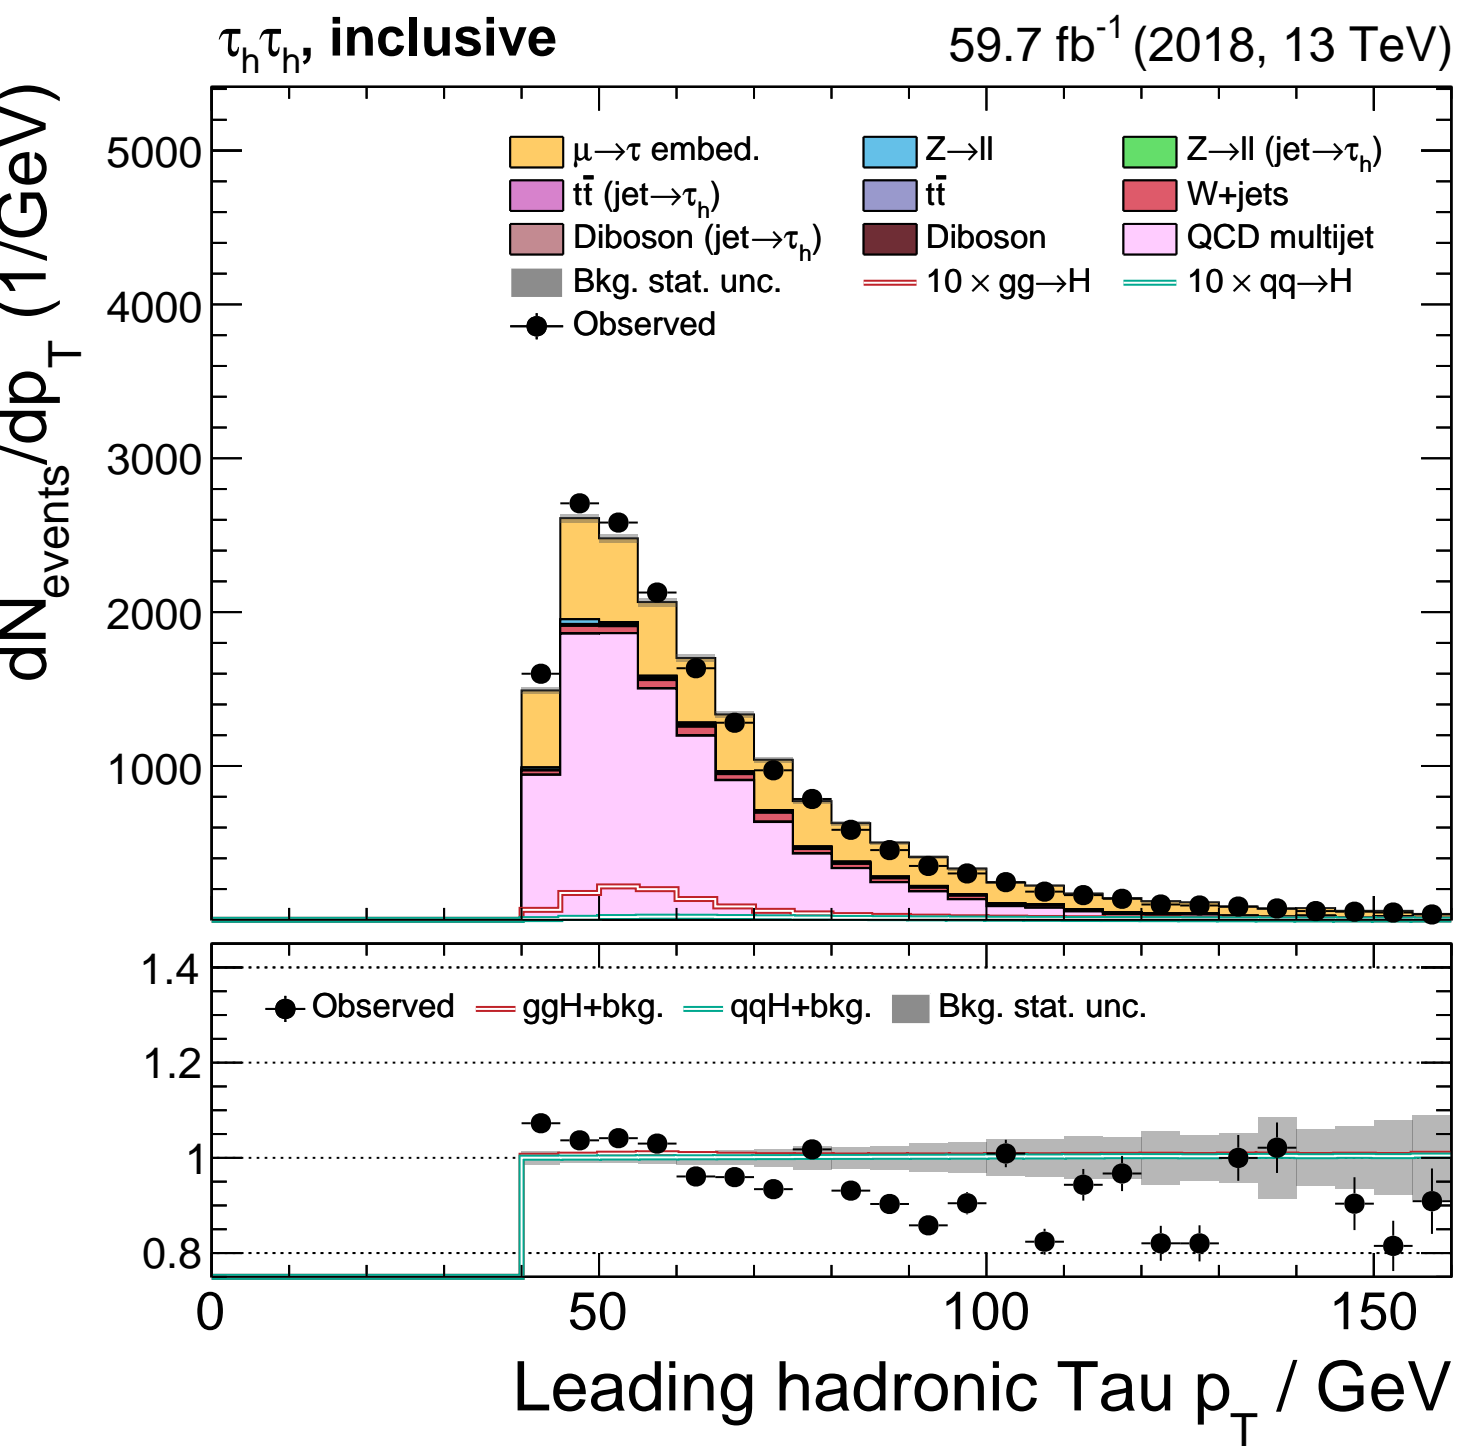 τhτh, inclusive 59.7 fb-1 (2018, 13 TeV)
dNevents/dpT (1/GeV)
5000
4000
3000
2000
1000
μ→τ embed. Z→ll Z→ll (jet→τh)
tt̄ (jet→τh) tt̄ W+jets
Diboson (jet→τh) Diboson QCD multijet
Bkg. stat. unc. 10 × gg→H 10 × qq→H
Observed
1.4
1.2
1
0.8
Observed ggH+bkg. qqH+bkg. Bkg. stat. unc.
0 50 100 150
Leading hadronic Tau pT / GeV